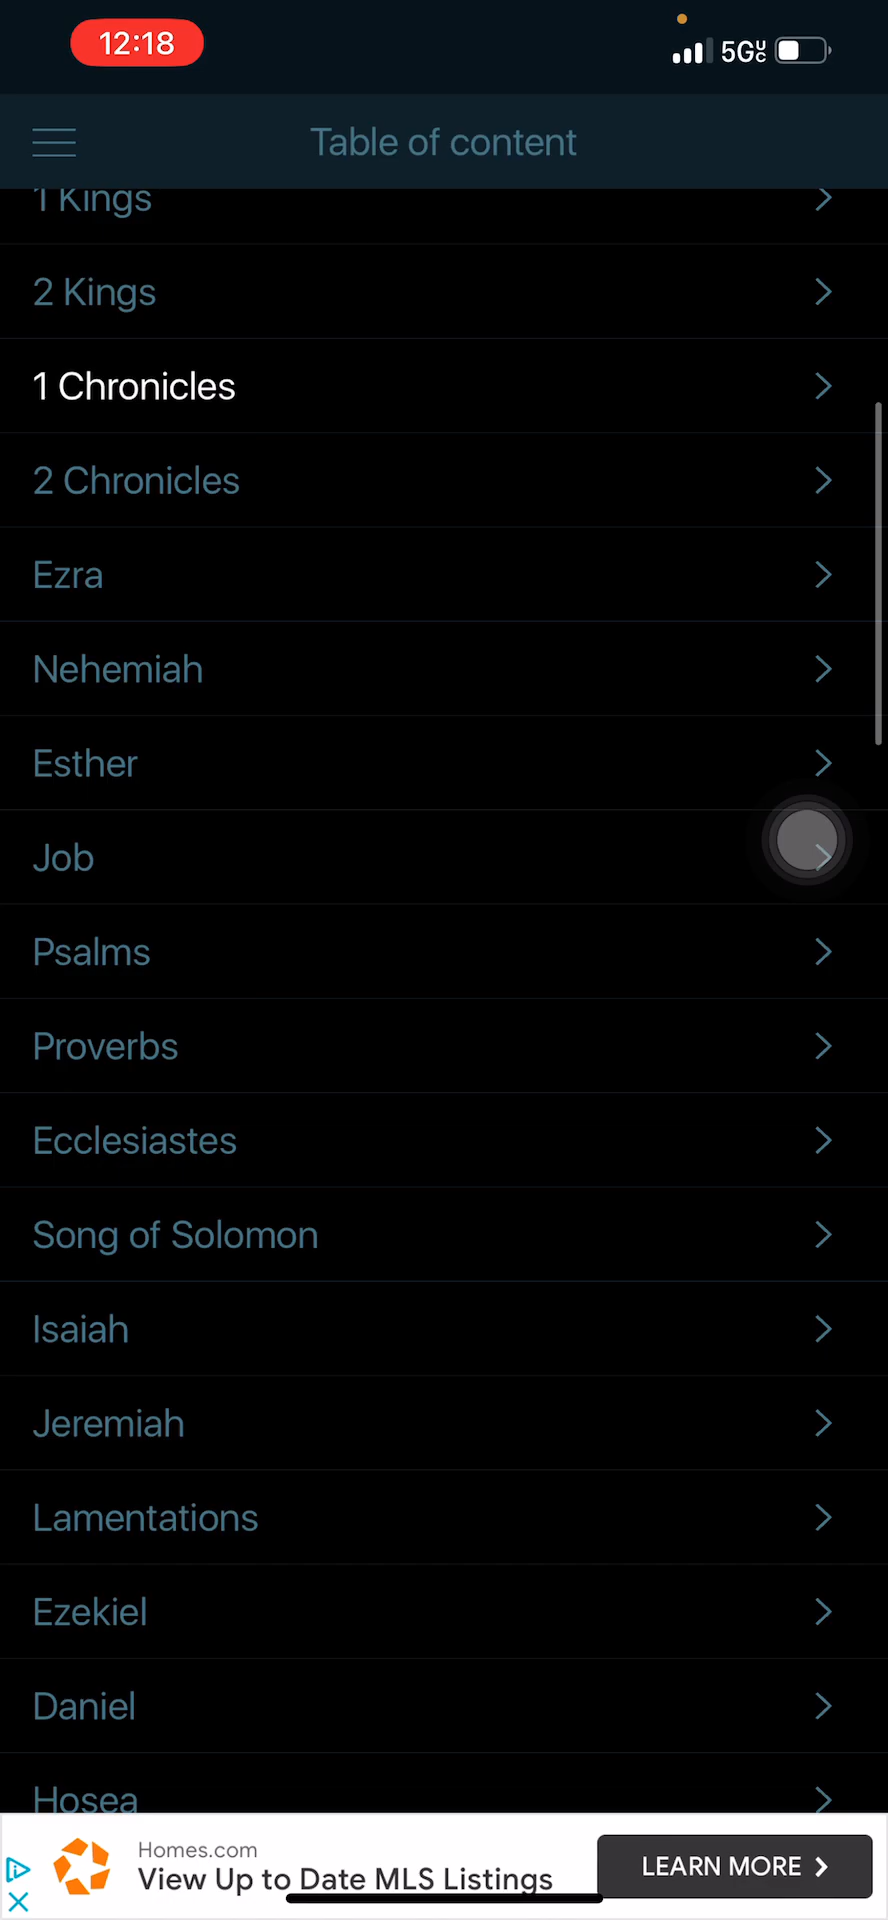 12:18
5GUC
Table of content
1 Kings
2 Kings
1 Chronicles
2 Chronicles
Ezra
Nehemiah
Esther
Job
Psalms
Proverbs
Ecclesiastes
Song of Solomon
Isaiah
Jeremiah
Lamentations
Ezekiel
Daniel
Hosea
Homes.com
View Up to Date MLS Listings
LEARN MORE